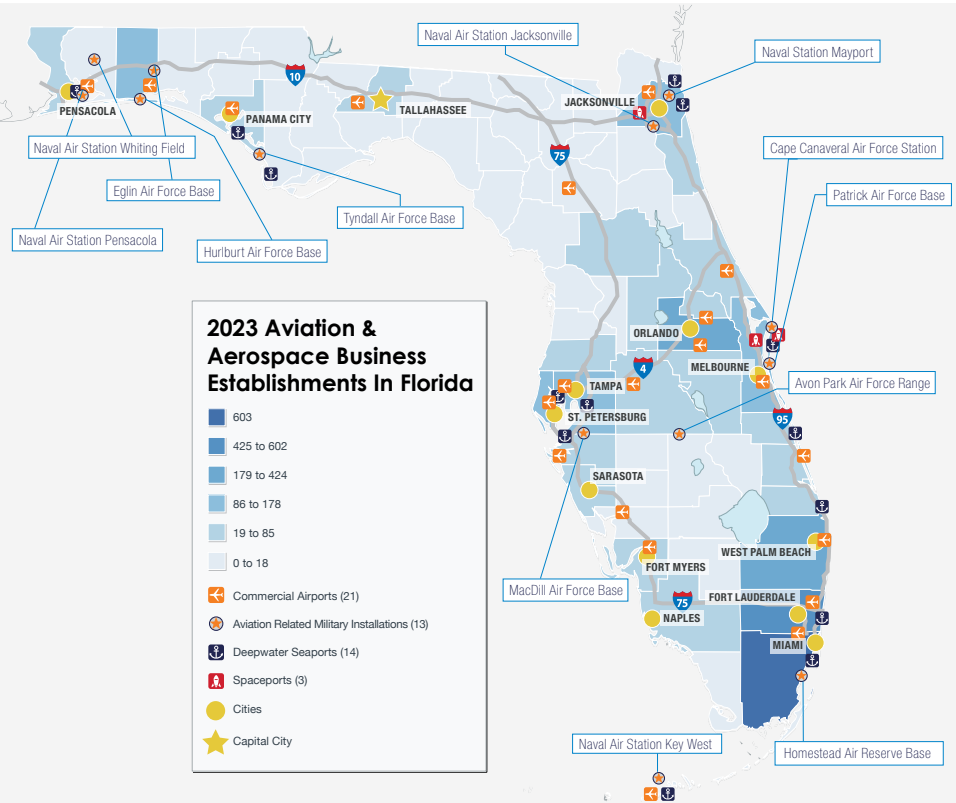 Naval Air Station Jacksonville
Naval Station Mayport
10
JACKSONVILLE
TALLAHASSEE
PENSACOLA
PANAMA CITY
Naval Air Station Whiting Field
75
Cape Canaveral Air Force Station
Eglin Air Force Base
Patrick Air Force Base
Tyndall Air Force Base
Naval Air Station Pensacola
Hurlburt Air Force Base
2023 Aviation &
Aerospace Business
Establishments In Florida
603
425 to 602
179 to 424
86 to 178
19 to 85
0 to 18
Commercial Airports (21)
Aviation Related Military Installations (13)
Deepwater Seaports (14)
Spaceports (3)
Cities
Capital City
ORLANDO
4
MELBOURNE
TAMPA
Avon Park Air Force Range
ST. PETERSBURG
95
SARASOTA
WEST PALM BEACH
FORT MYERS
MacDill Air Force Base
75
FORT LAUDERDALE
NAPLES
MIAMI
Naval Air Station Key West
Homestead Air Reserve Base